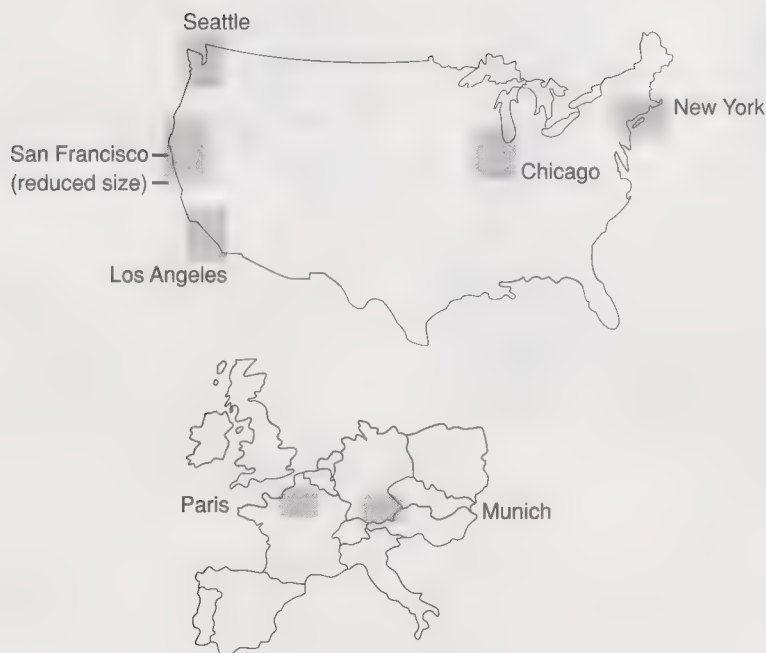 Seattle
New York
San Francisco
(reduced size)
Chicago
Los Angeles
Paris
Munich